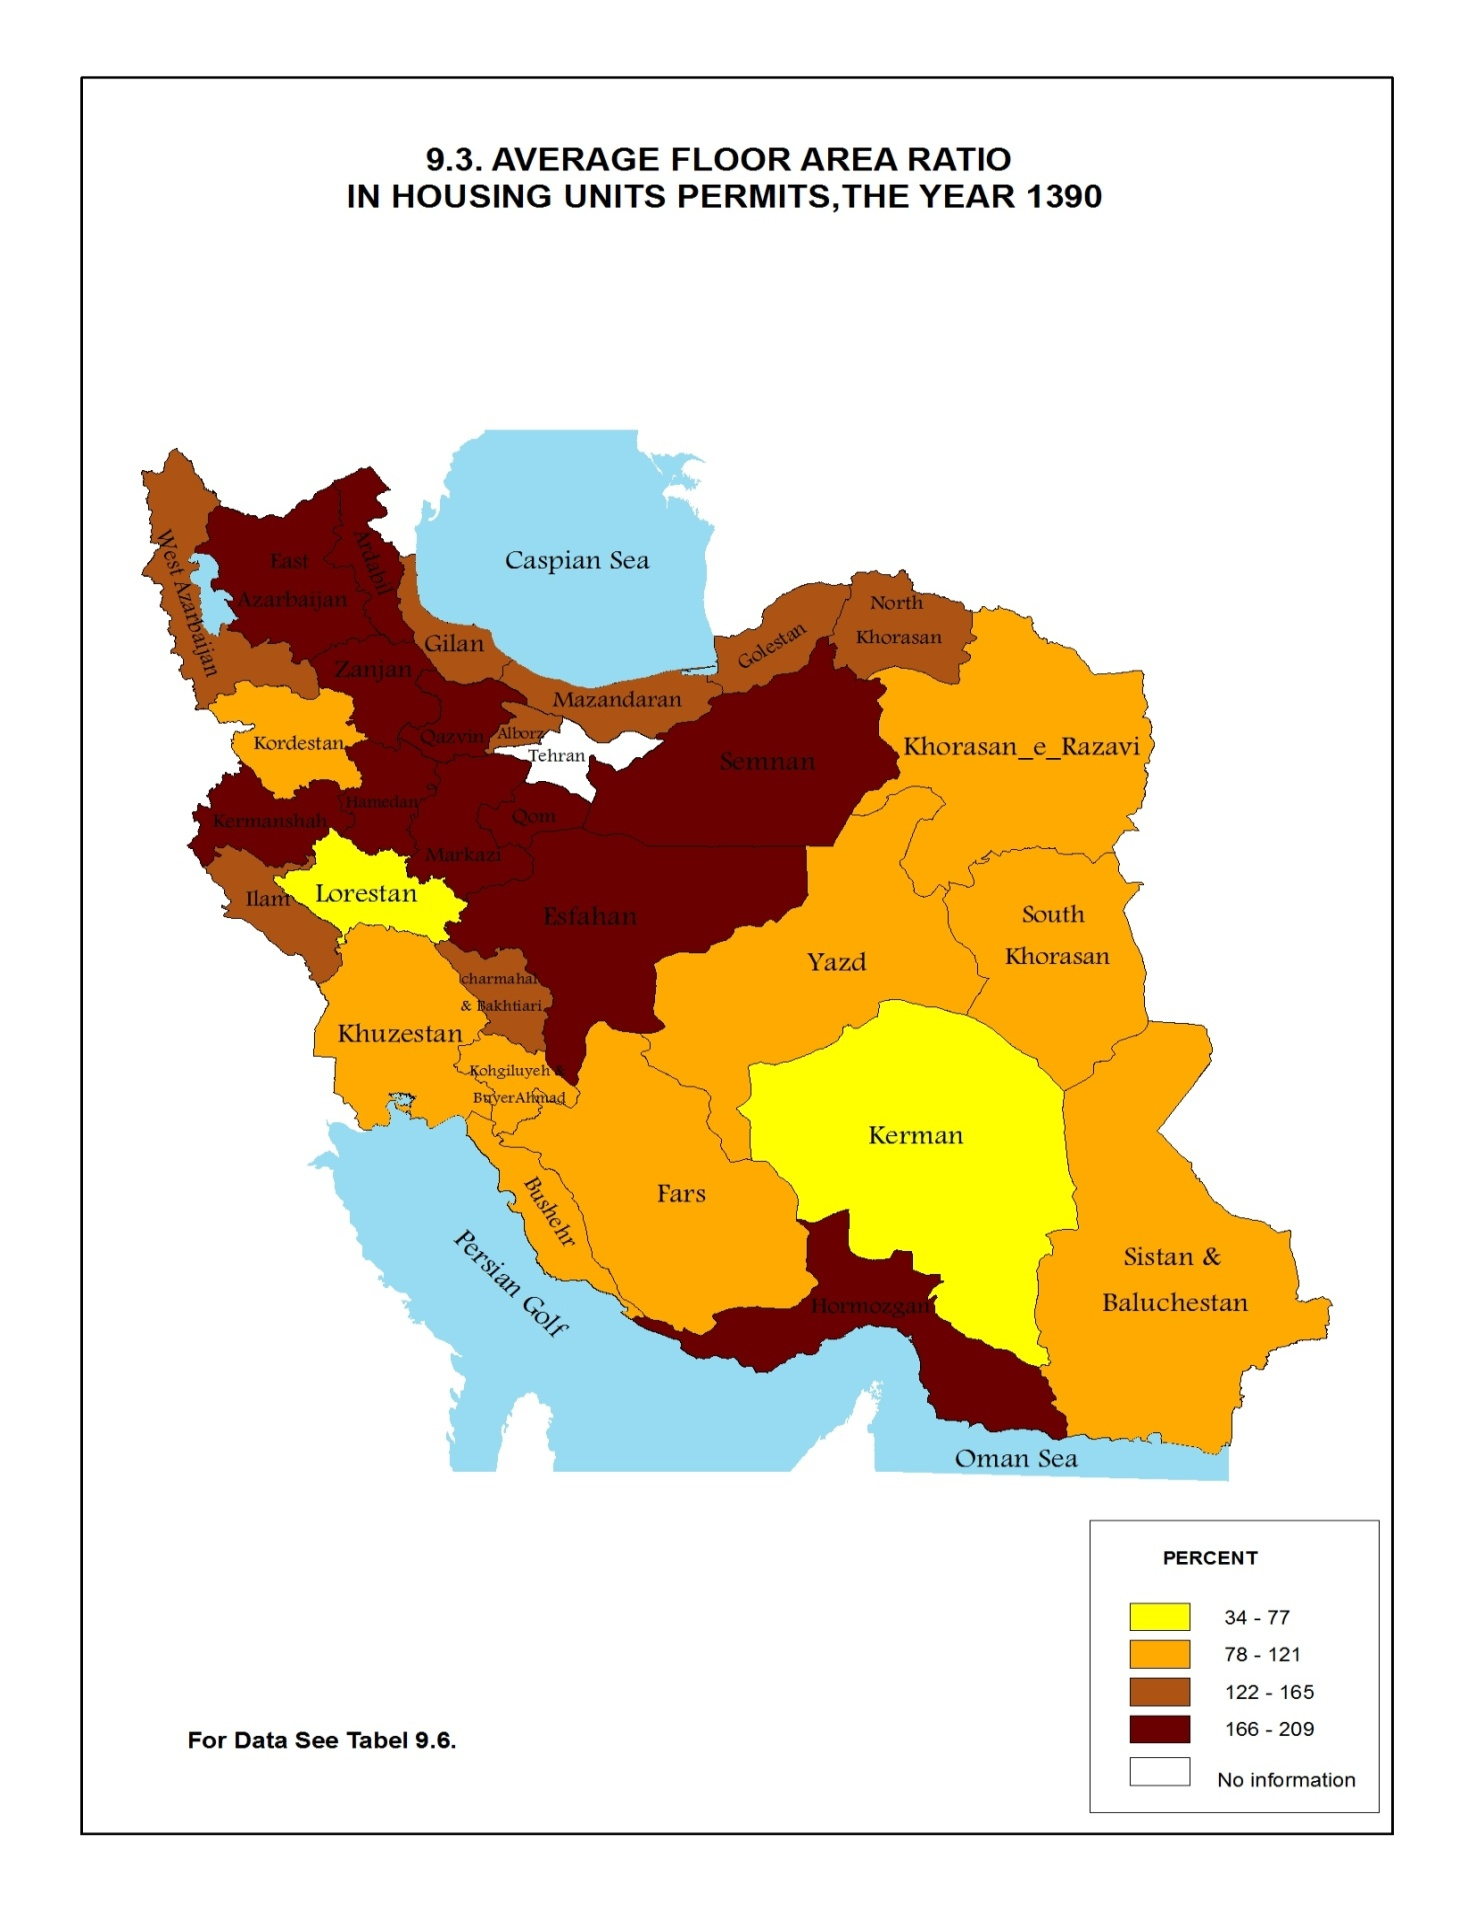 9.3. AVERAGE FLOOR AREA RATIO
IN HOUSING UNITS PERMITS,THE YEAR 1390
Caspian Sea
West Azarbaijan
East
Azarbaijan
Ardabil
Gilan
Zanjan
Golestan
North
Khorasan
Mazandaran
Kordestan
Qazvin
Alborz
Tehran
Semnan
Khorasan_e_Razavi
Hamedan
Kermanshah
Qom
Markazi
Ilam
Lorestan
Esfahan
South
Khorasan
Yazd
charmahal
& Bakhtiari
Khuzestan
Kohgiluyeh &
BuyerAhmad
Kerman
Fars
Bushehr
Persian Golf
Sistan &
Baluchestan
Hormozgan
Oman Sea
PERCENT
34 - 77
78 - 121
122 - 165
166 - 209
No information
For Data See Tabel 9.6.